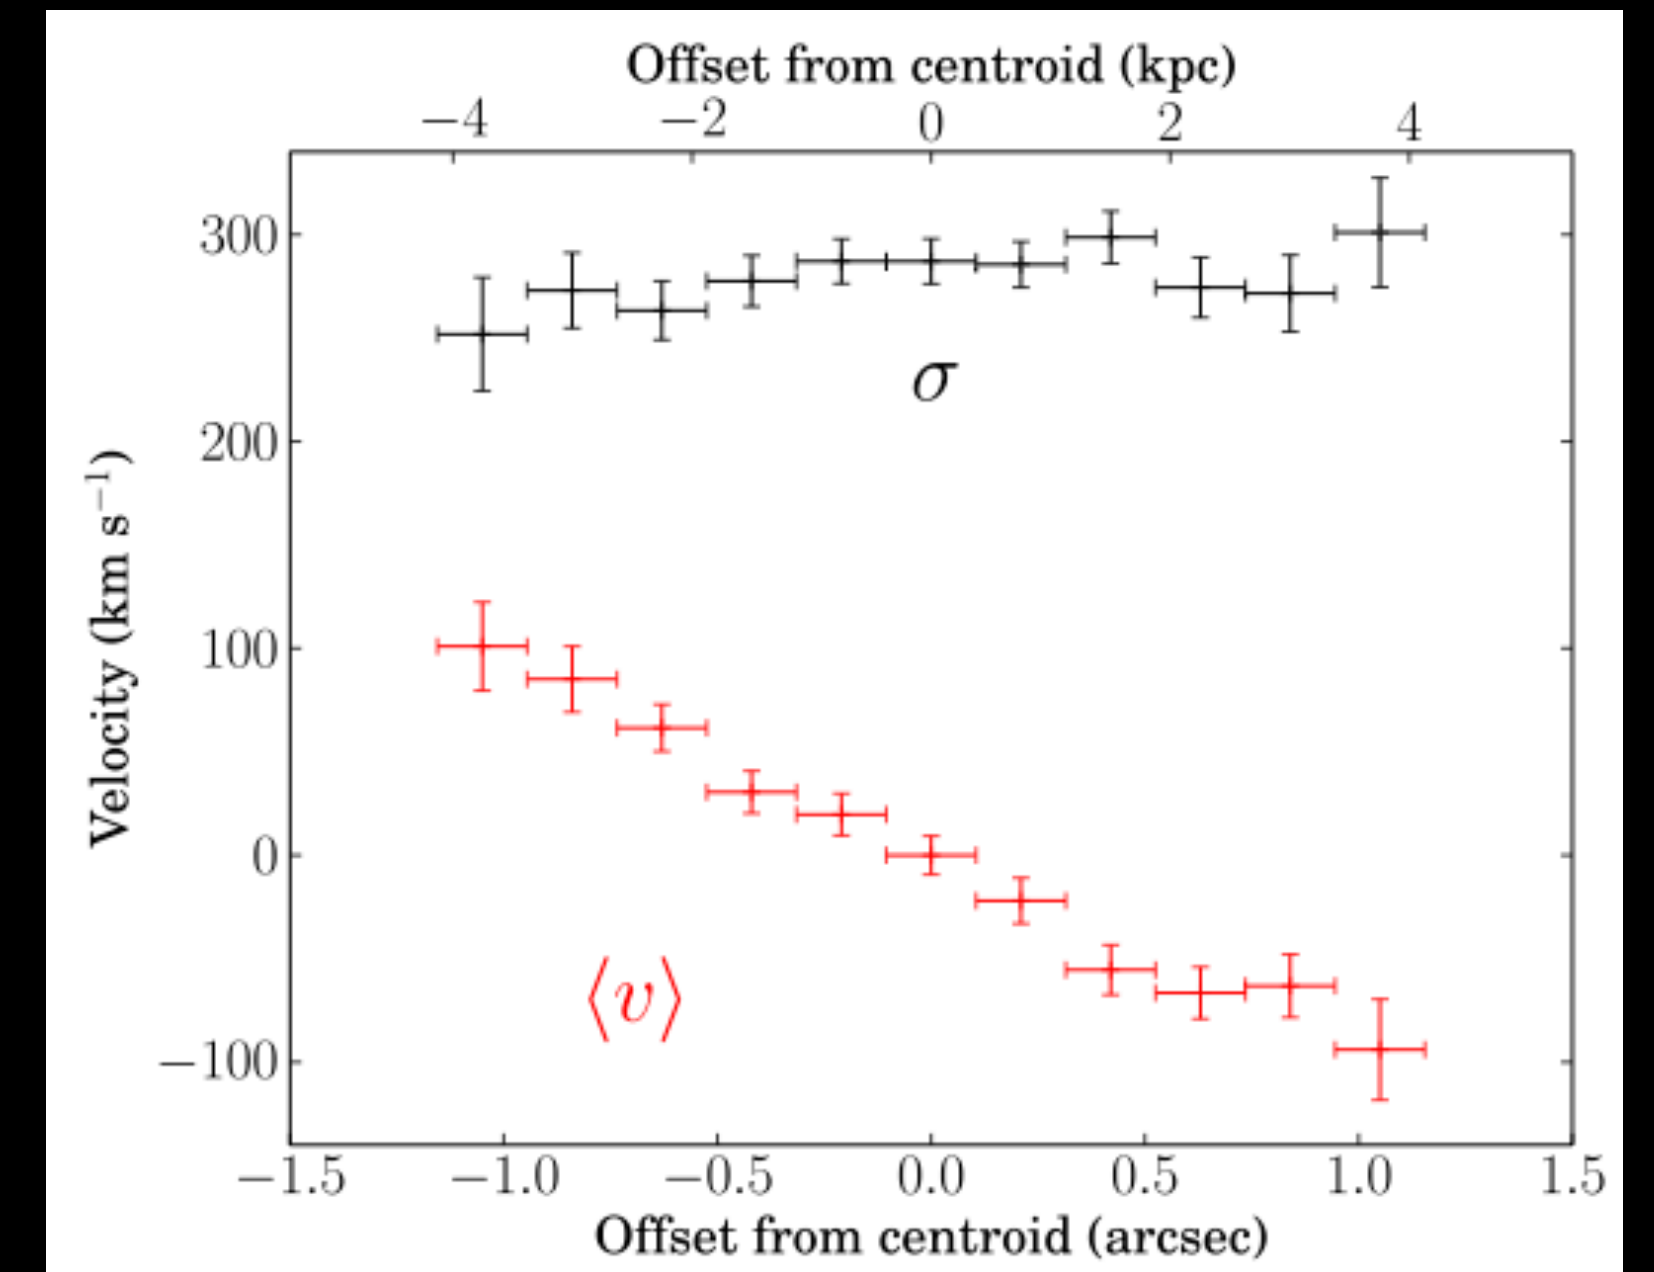 Offset from centroid (kpc)
−4 −2 0 2 4
300
200
100
0
−100
Velocity (km s⁻¹)
σ
⟨v⟩
−1.5 −1.0 −0.5 0.0 0.5 1.0 1.5
Offset from centroid (arcsec)